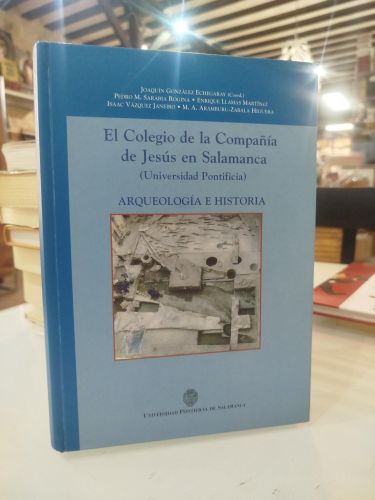 JOAQUÍN GONZÁLEZ ECHEGARAY (Coord.)
PEDRO M. SARABIA ROGINA • ENRIQUE LLAMAS MARTÍNEZ
ISAAC VÁZQUEZ JANEIRO • M. A. ARAMBURU-ZABALA HIGUERA
El Colegio de la Compañía
de Jesús en Salamanca
(Universidad Pontificia)
ARQUEOLOGÍA E HISTORIA
UNIVERSIDAD PONTIFICIA DE SALAMANCA